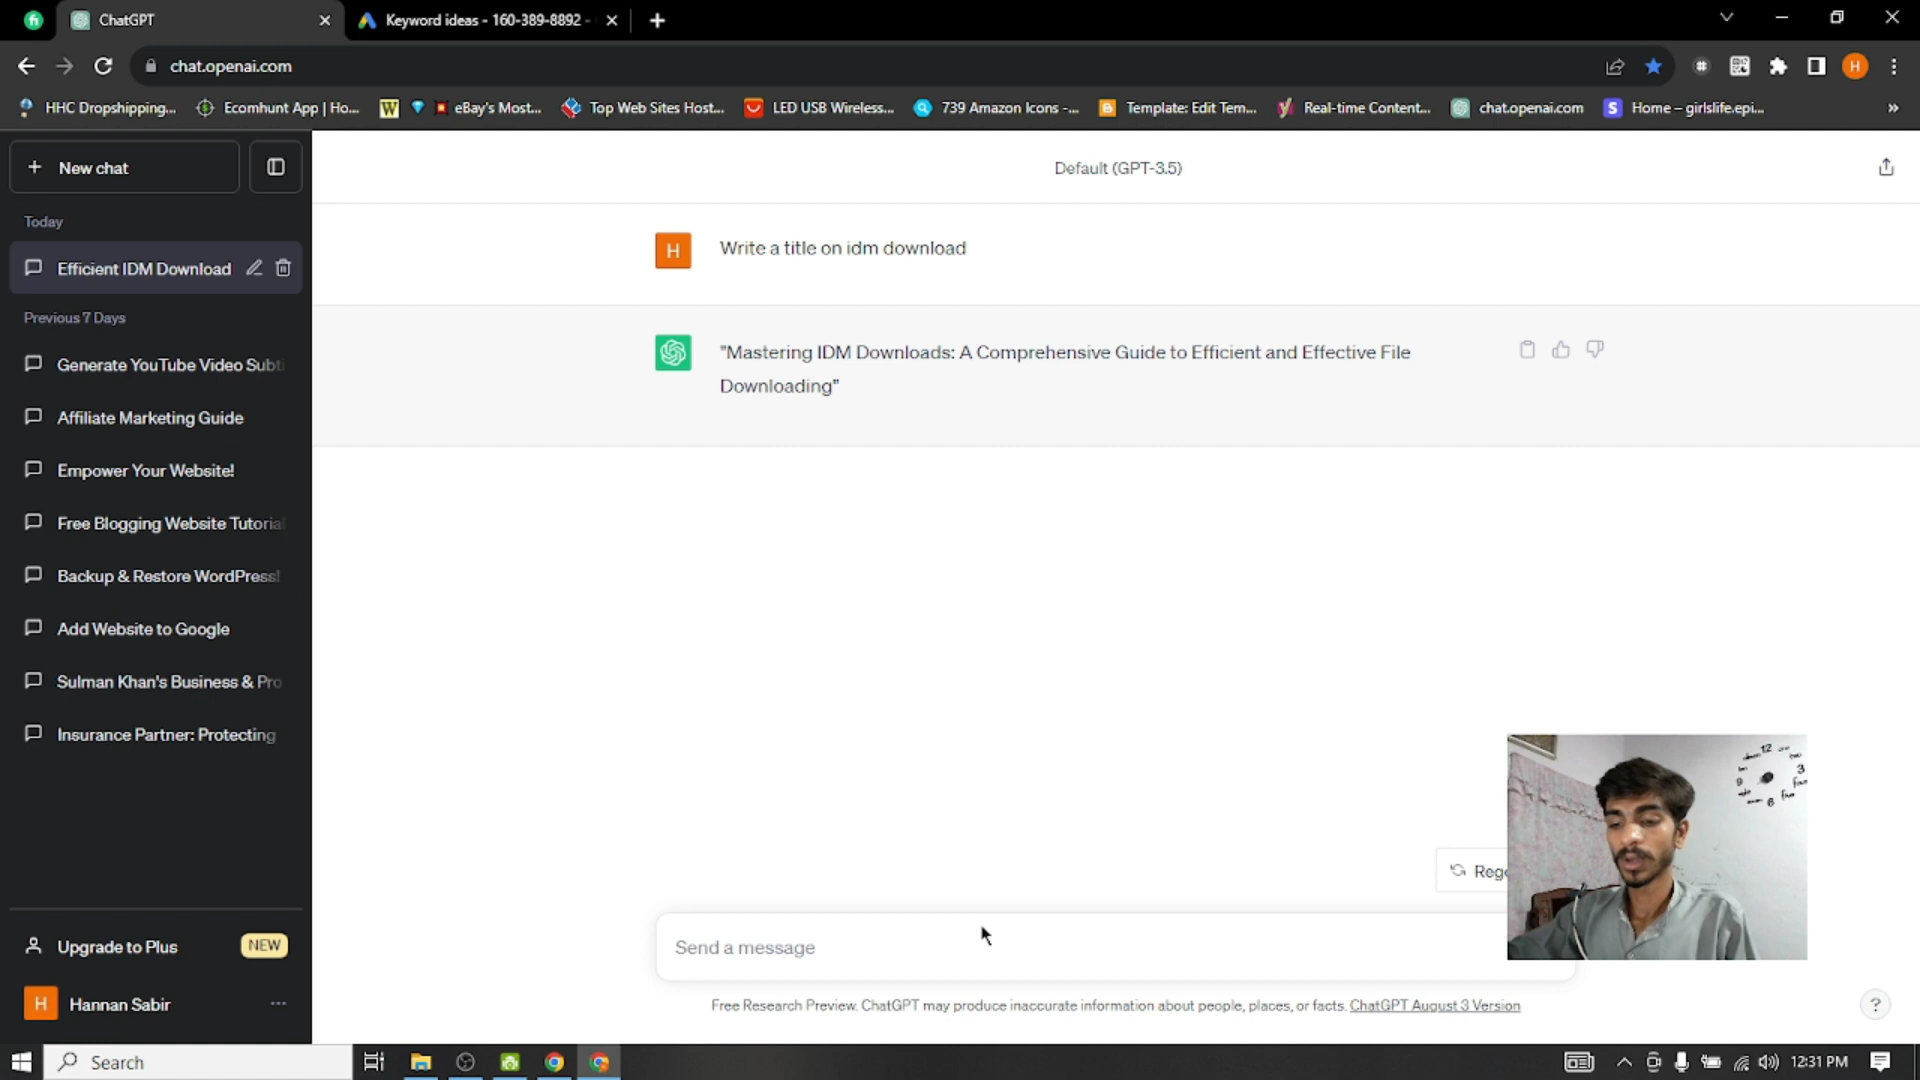 ChatGPT
Keyword ideas - 160-389-8892 -
chat.openai.com
HHC Dropshipping...
Ecomhunt App | Ho...
eBay's Most...
Top Web Sites Host...
LED USB Wireless...
739 Amazon Icons -...
Template: Edit Tem...
Real-time Content...
chat.openai.com
Home – girlslife.epi...
New chat
Default (GPT-3.5)
Today
Efficient IDM Download
Previous 7 Days
Generate YouTube Video Subti
Affiliate Marketing Guide
Empower Your Website!
Free Blogging Website Tutorial
Backup & Restore WordPress!
Add Website to Google
Sulman Khan's Business & Pro
Insurance Partner: Protecting
H
Write a title on idm download
"Mastering IDM Downloads: A Comprehensive Guide to Efficient and Effective File
Downloading"
Rege
Send a message
Free Research Preview. ChatGPT may produce inaccurate information about people, places, or facts. ChatGPT August 3 Version
?
Upgrade to Plus
NEW
H
Hannan Sabir
Search
12:31 PM